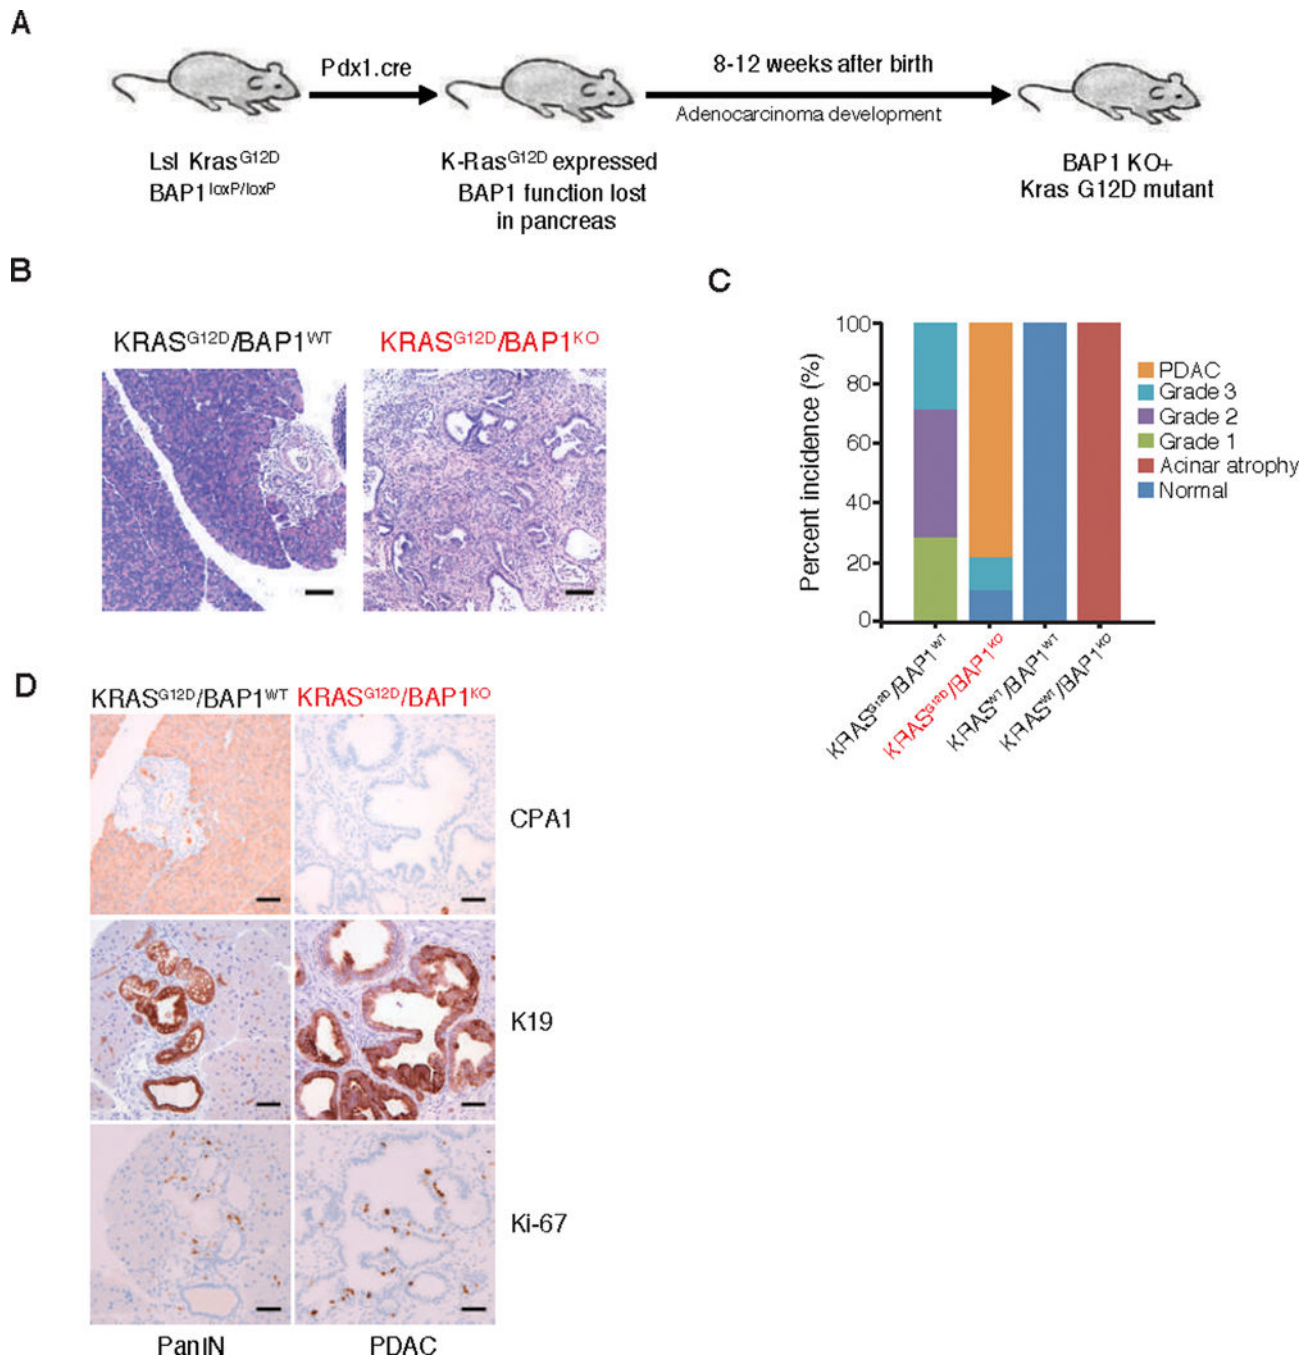 A
Pdx1.cre
8-12 weeks after birth
Adenocarcinoma development
Lsl Kras^G12D
BAP1^loxP/loxP
K-Ras^G12D expressed
BAP1 function lost
in pancreas
BAP1 KO+
Kras G12D mutant
B
KRAS^G12D/BAP1^WT
KRAS^G12D/BAP1^KO
C
Percent incidence (%)
100
80
60
40
20
0
KRAS^G12D/BAP1^WT
KRAS^G12D/BAP1^KO
KRAS^WT/BAP1^WT
KRAS^WT/BAP1^KO
PDAC
Grade 3
Grade 2
Grade 1
Acinar atrophy
Normal
D
KRAS^G12D/BAP1^WT
KRAS^G12D/BAP1^KO
CPA1
K19
Ki-67
PanIN
PDAC